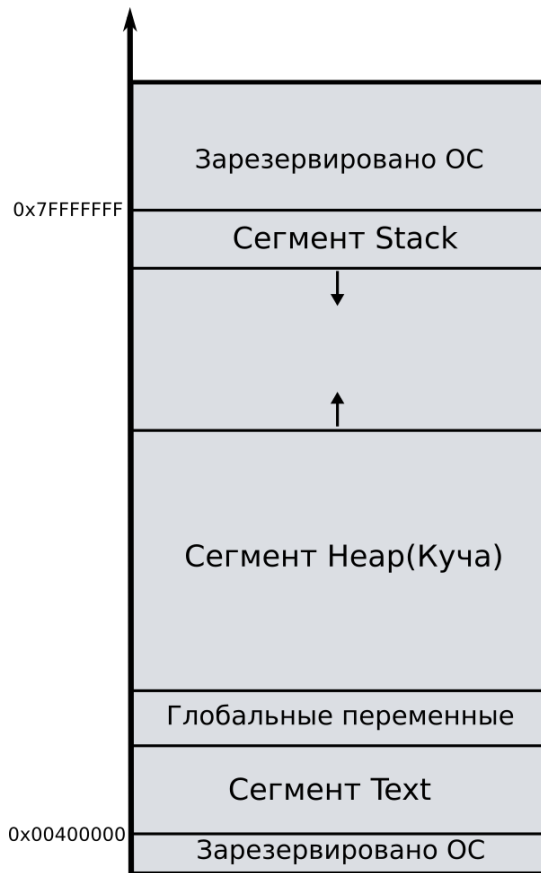 Зарезервировано ОС
0x7FFFFFFF
Сегмент Stack
Сегмент Heap(Куча)
Глобальные переменные
Сегмент Text
0x00400000
Зарезервировано ОС